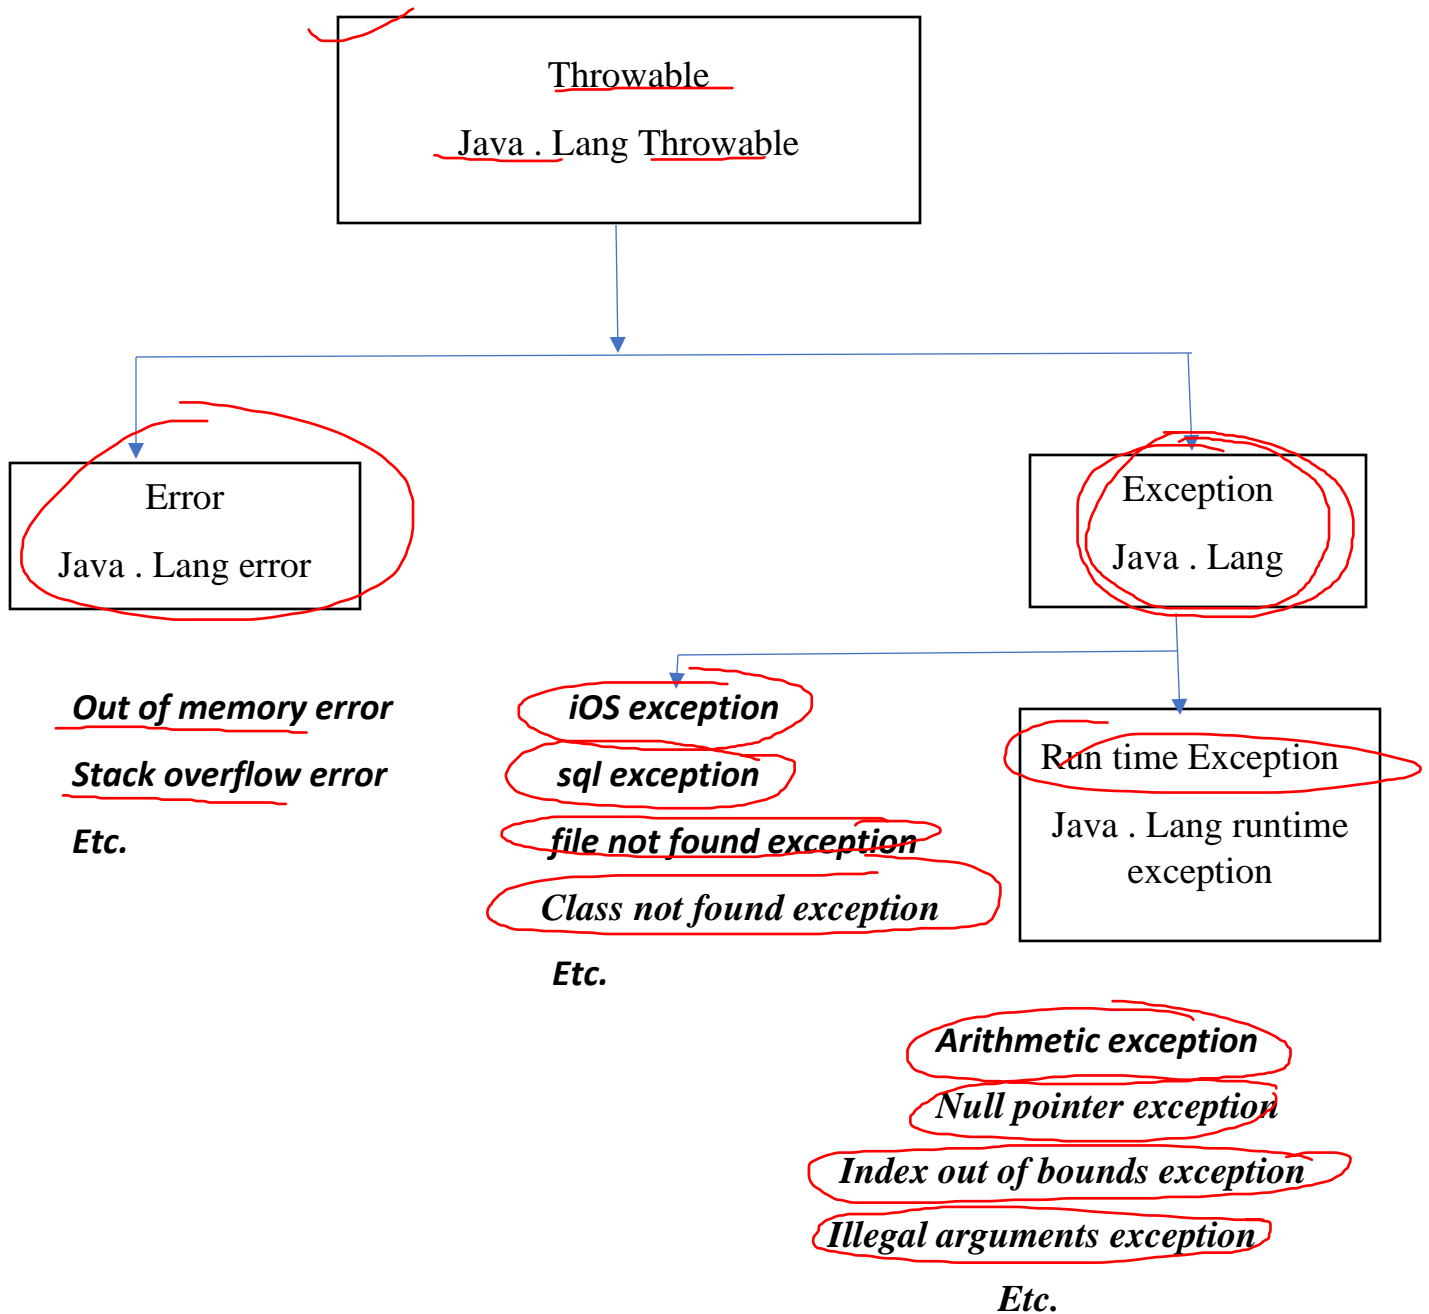 Throwable
Java . Lang Throwable
Error
Java . Lang error
Exception
Java . Lang
Out of memory error
Stack overflow error
Etc.
iOS exception
sql exception
file not found exception
Class not found exception
Etc.
Run time Exception
Java . Lang runtime
exception
Arithmetic exception
Null pointer exception
Index out of bounds exception
Illegal arguments exception
Etc.